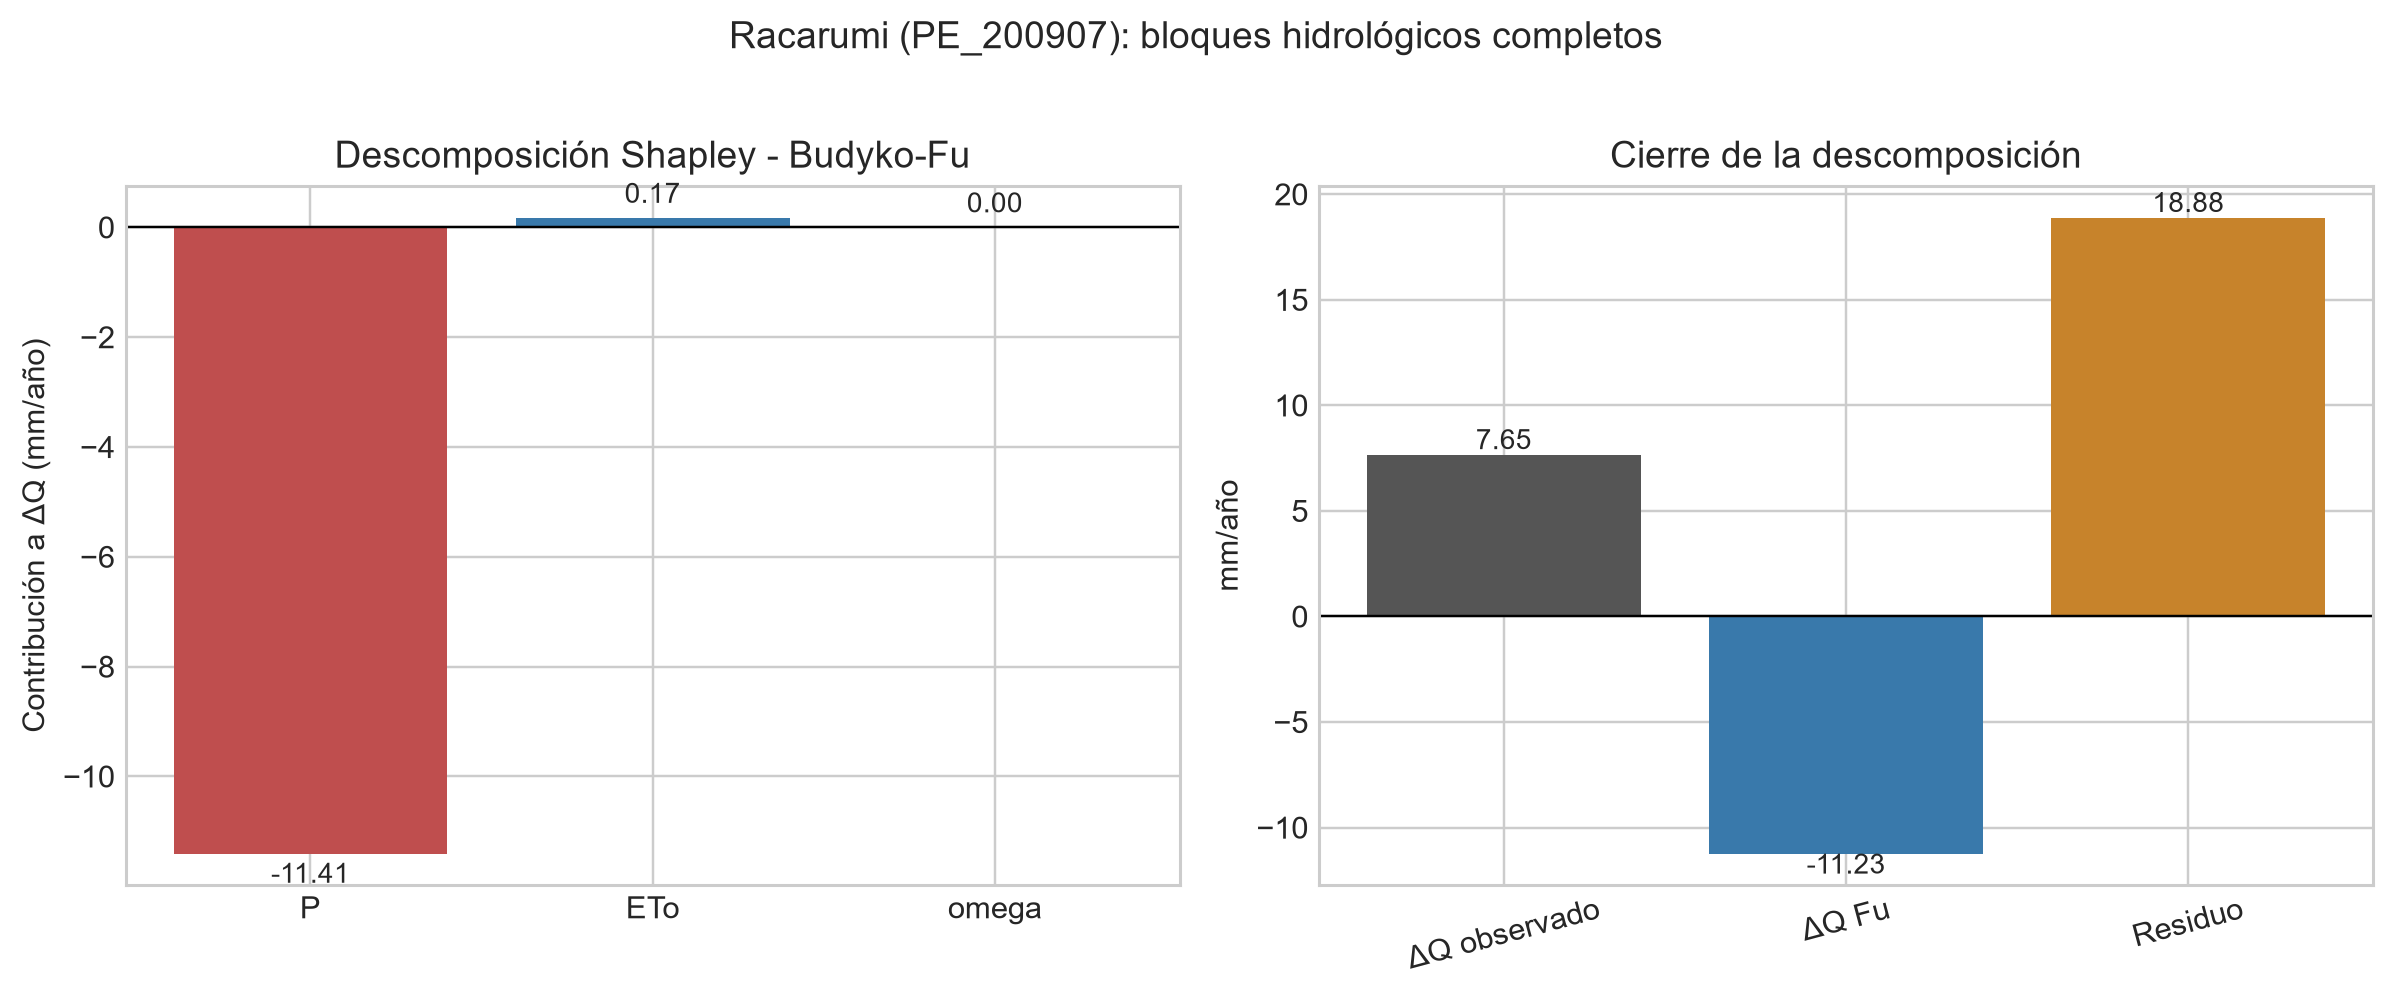 Racarumi (PE_200907): bloques hidrológicos completos
Descomposición Shapley - Budyko-Fu
Contribución a ΔQ (mm/año)
0
−2
−4
−6
−8
−10
-11.41
0.17
0.00
P
ETo
omega
Cierre de la descomposición
mm/año
20
15
10
5
0
−5
−10
7.65
-11.23
18.88
ΔQ observado
ΔQ Fu
Residuo